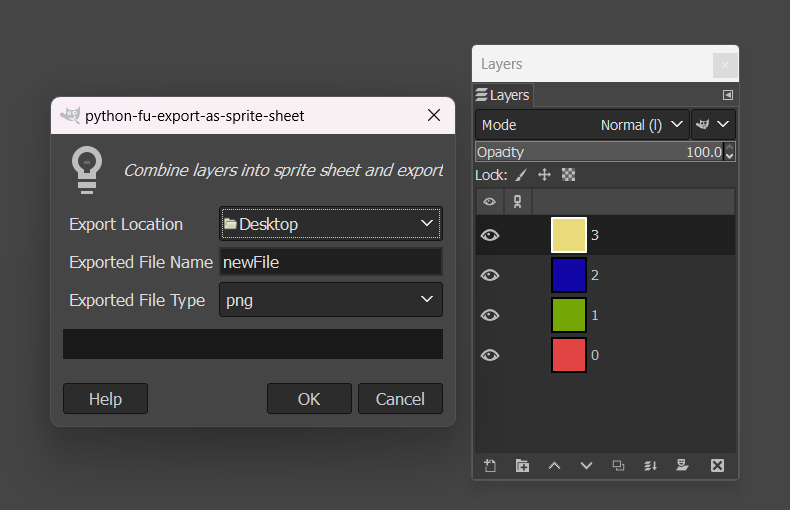 python-fu-export-as-sprite-sheet
Combine layers into sprite sheet and export
Export Location
Desktop
Exported File Name
newFile
Exported File Type
png
Help
OK
Cancel
Layers
Layers
Mode
Normal (l)
Opacity
100.0
Lock:
3
2
1
0